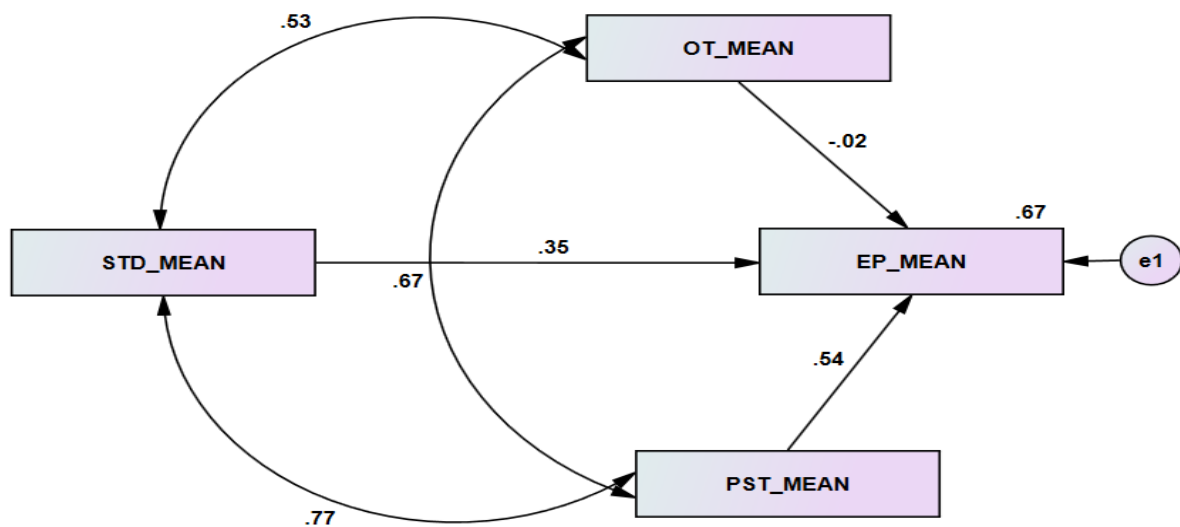 .53
OT_MEAN
-.02
.67
STD_MEAN
.35
EP_MEAN
e1
.67
.54
PST_MEAN
.77